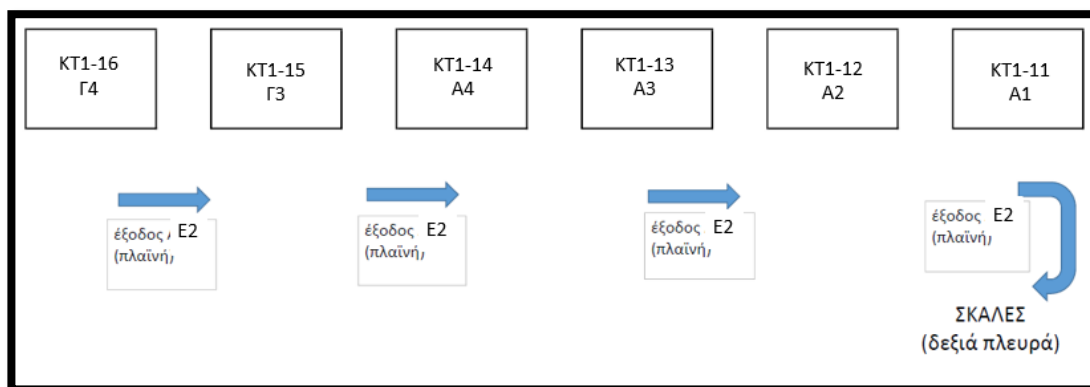 ΚΤ1-16
Γ4
ΚΤ1-15
Γ3
ΚΤ1-14
Α4
ΚΤ1-13
Α3
ΚΤ1-12
Α2
ΚΤ1-11
Α1
έξοδος Ε2
(πλαϊνή)
έξοδος Ε2
(πλαϊνή)
έξοδος Ε2
(πλαϊνή)
έξοδος Ε2
(πλαϊνή)
ΣΚΑΛΕΣ
(δεξιά πλευρά)